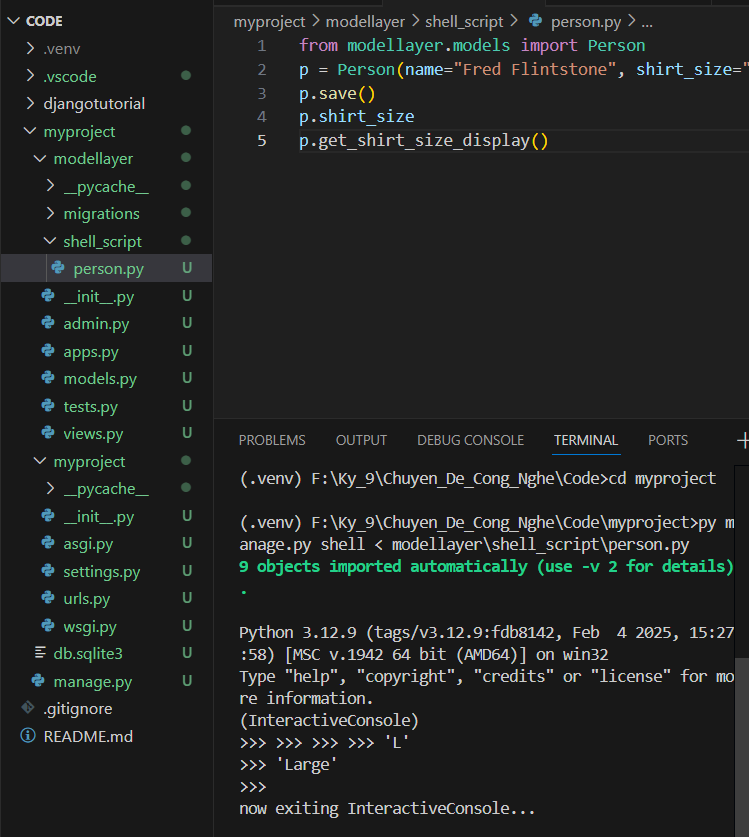 CODE
.venv
.vscode
djangotutorial
myproject
modellayer
__pycache__
migrations
shell_script
person.py U
__init__.py U
admin.py U
apps.py U
models.py U
tests.py U
views.py U
myproject
__pycache__
__init__.py U
asgi.py U
settings.py U
urls.py U
wsgi.py U
db.sqlite3 U
manage.py U
.gitignore
README.md
myproject > modellayer > shell_script > person.py > ...
1 from modellayer.models import Person
2 p = Person(name="Fred Flintstone", shirt_size="
3 p.save()
4 p.shirt_size
5 p.get_shirt_size_display()
PROBLEMS OUTPUT DEBUG CONSOLE TERMINAL PORTS
(.venv) F:\Ky_9\Chuyen_De_Cong_Nghe\Code>cd myproject
(.venv) F:\Ky_9\Chuyen_De_Cong_Nghe\Code\myproject>py m
anage.py shell < modellayer\shell_script\person.py
9 objects imported automatically (use -v 2 for details)
.
Python 3.12.9 (tags/v3.12.9:fdb8142, Feb  4 2025, 15:27
:58) [MSC v.1942 64 bit (AMD64)] on win32
Type "help", "copyright", "credits" or "license" for mo
re information.
(InteractiveConsole)
>>> >>> >>> >>> 'L'
>>> 'Large'
>>>
now exiting InteractiveConsole...